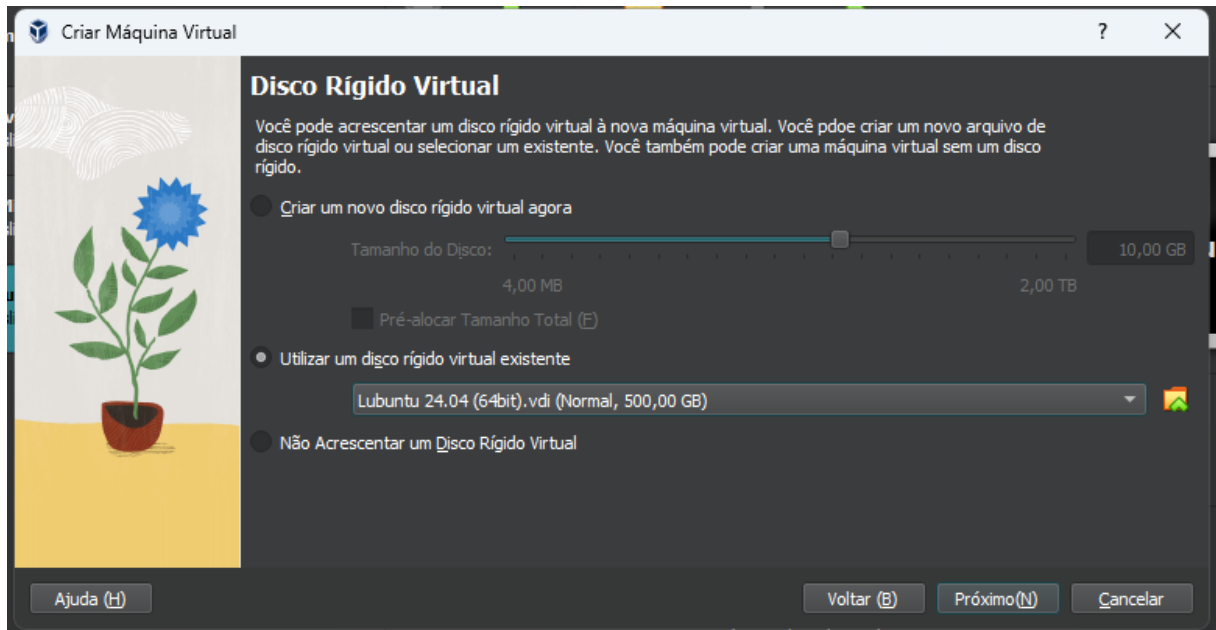 Criar Máquina Virtual
?
Disco Rígido Virtual
Você pode acrescentar um disco rígido virtual à nova máquina virtual. Você pdoe criar um novo arquivo de
disco rígido virtual ou selecionar um existente. Você também pode criar uma máquina virtual sem um disco
rígido.
Criar um novo disco rígido virtual agora
Tamanho do Disco:
10,00 GB
4,00 MB
2,00 TB
Pré-alocar Tamanho Total (F)
Utilizar um disco rígido virtual existente
Lubuntu 24.04 (64bit).vdi (Normal, 500,00 GB)
Não Acrescentar um Disco Rígido Virtual
Ajuda (H)
Voltar (B)
Próximo(N)
Cancelar